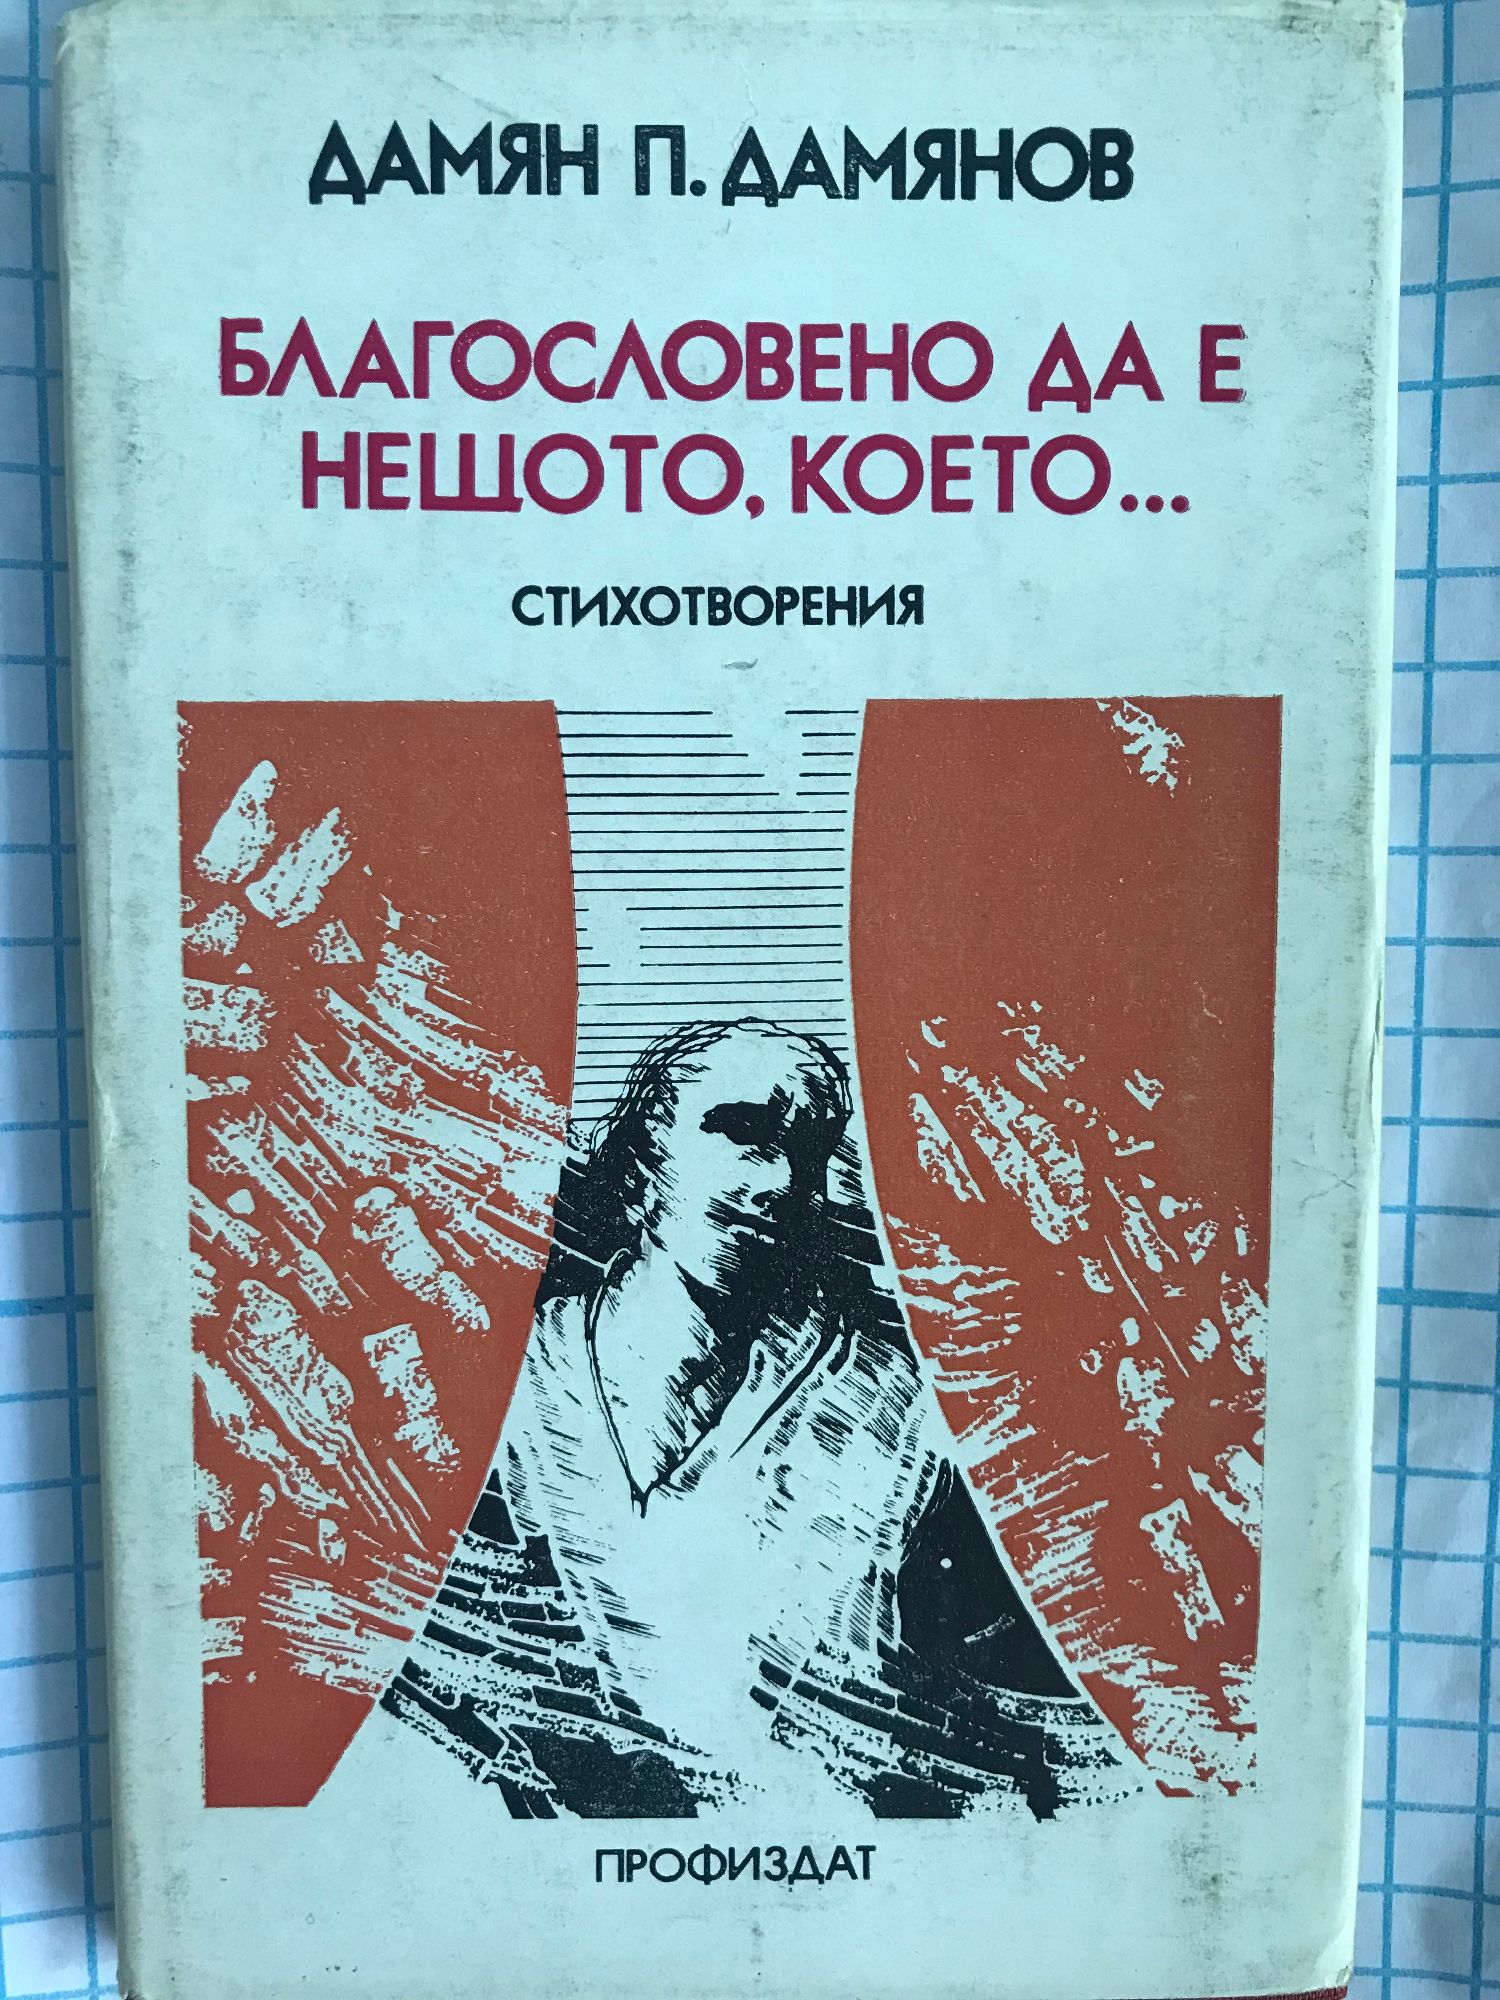 ДАМЯН П. ДАМЯНОВ
БЛАГОСЛОВЕНО ДА Е
НЕЩОТО, КОЕТО...
СТИХОТВОРЕНИЯ
ПРОФИЗДАТ